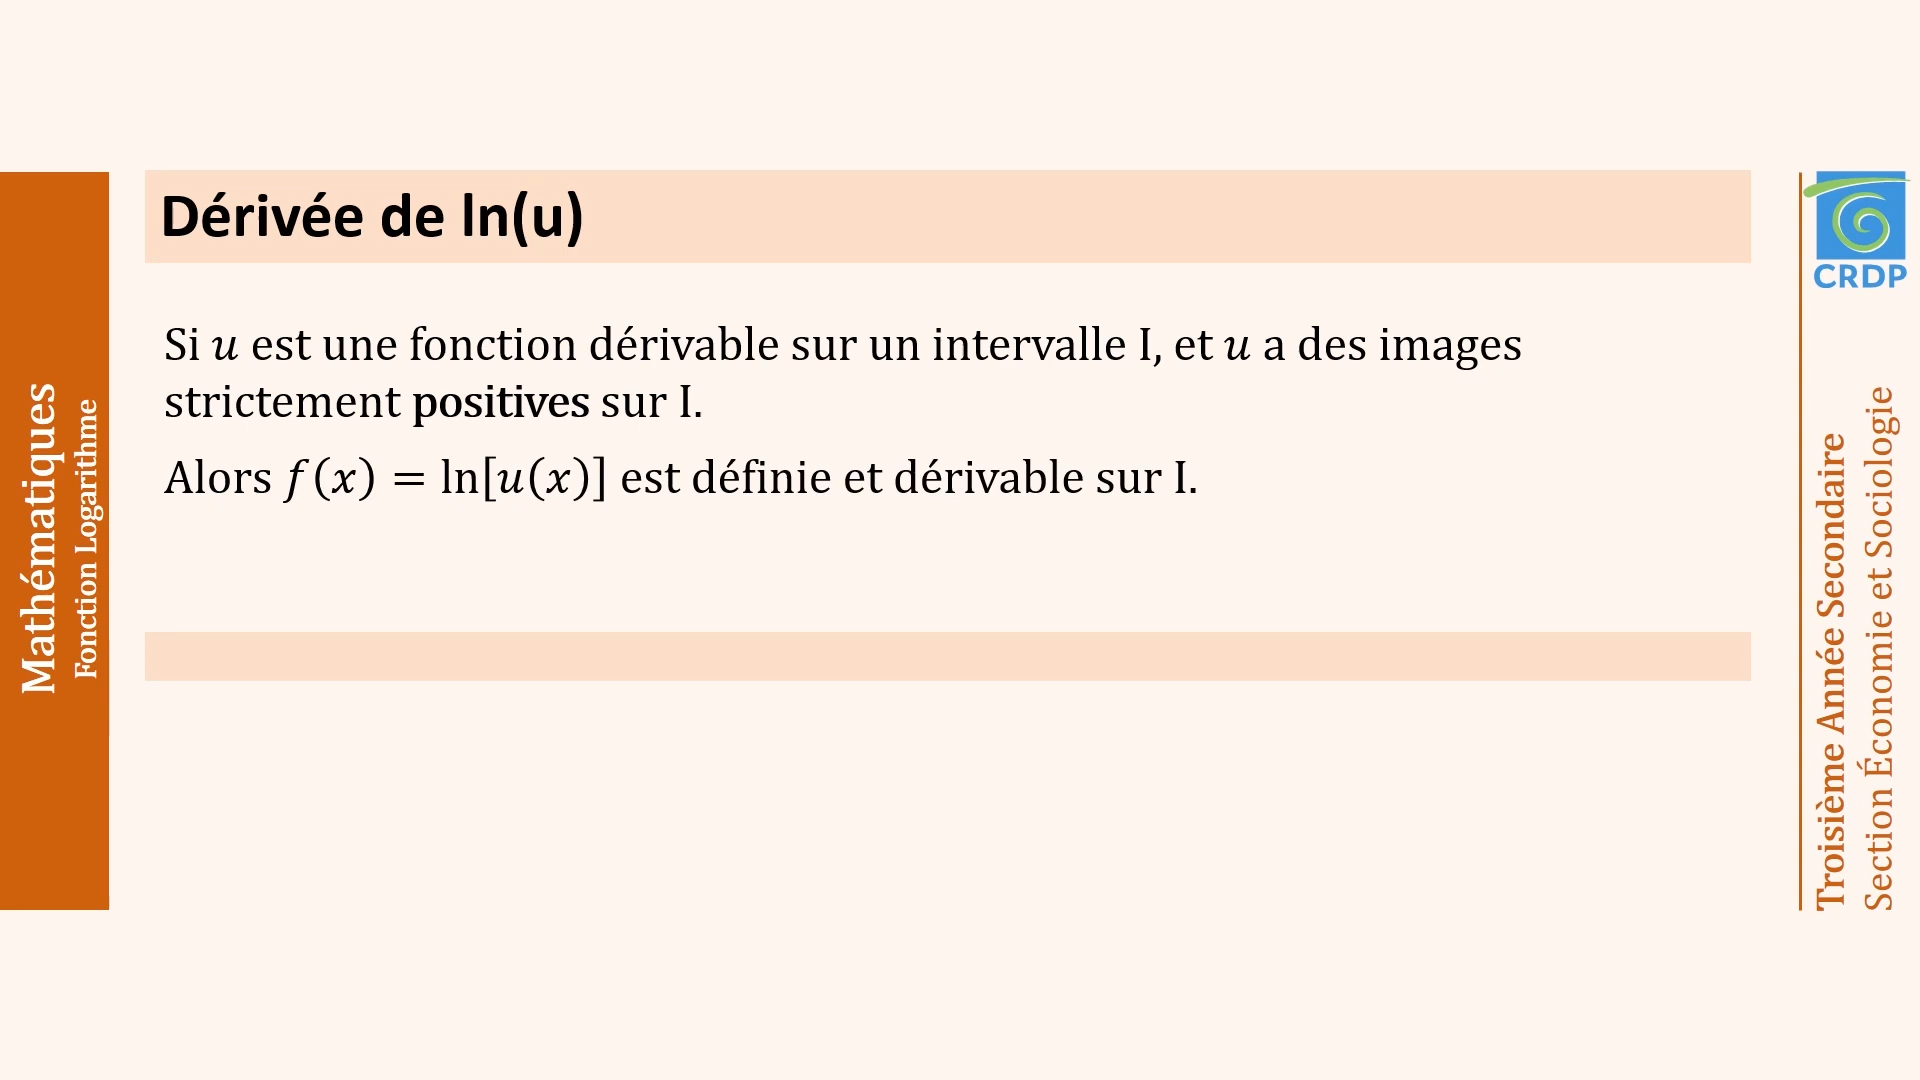 Mathématiques
Fonction Logarithme
Dérivée de ln(u)
Si u est une fonction dérivable sur un intervalle I, et u a des images
strictement positives sur I.
Alors f(x) = ln[u(x)] est définie et dérivable sur I.
CRDP
Troisième Année Secondaire
Section Économie et Sociologie